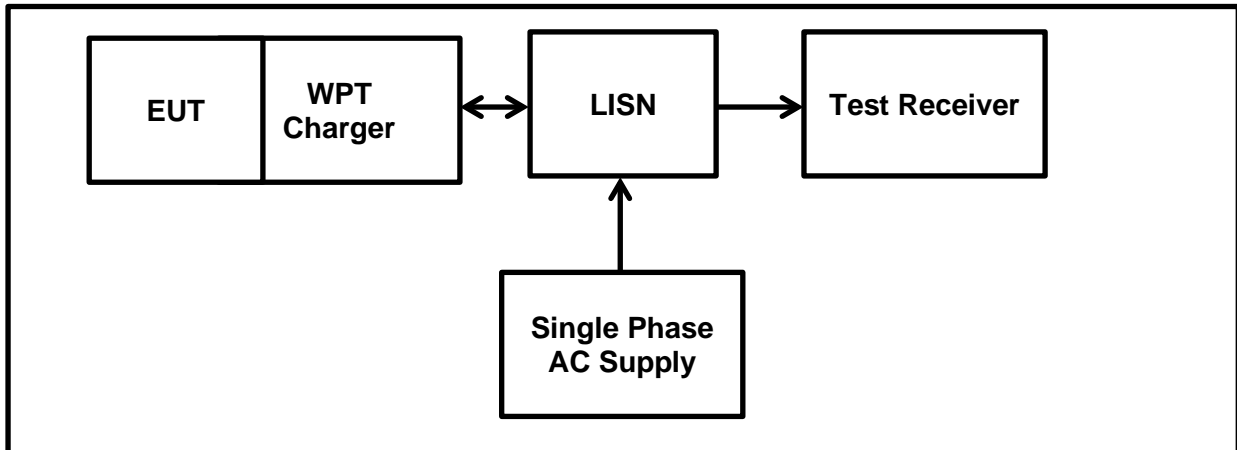 EUT
WPT
Charger
LISN
Test Receiver
Single Phase
AC Supply